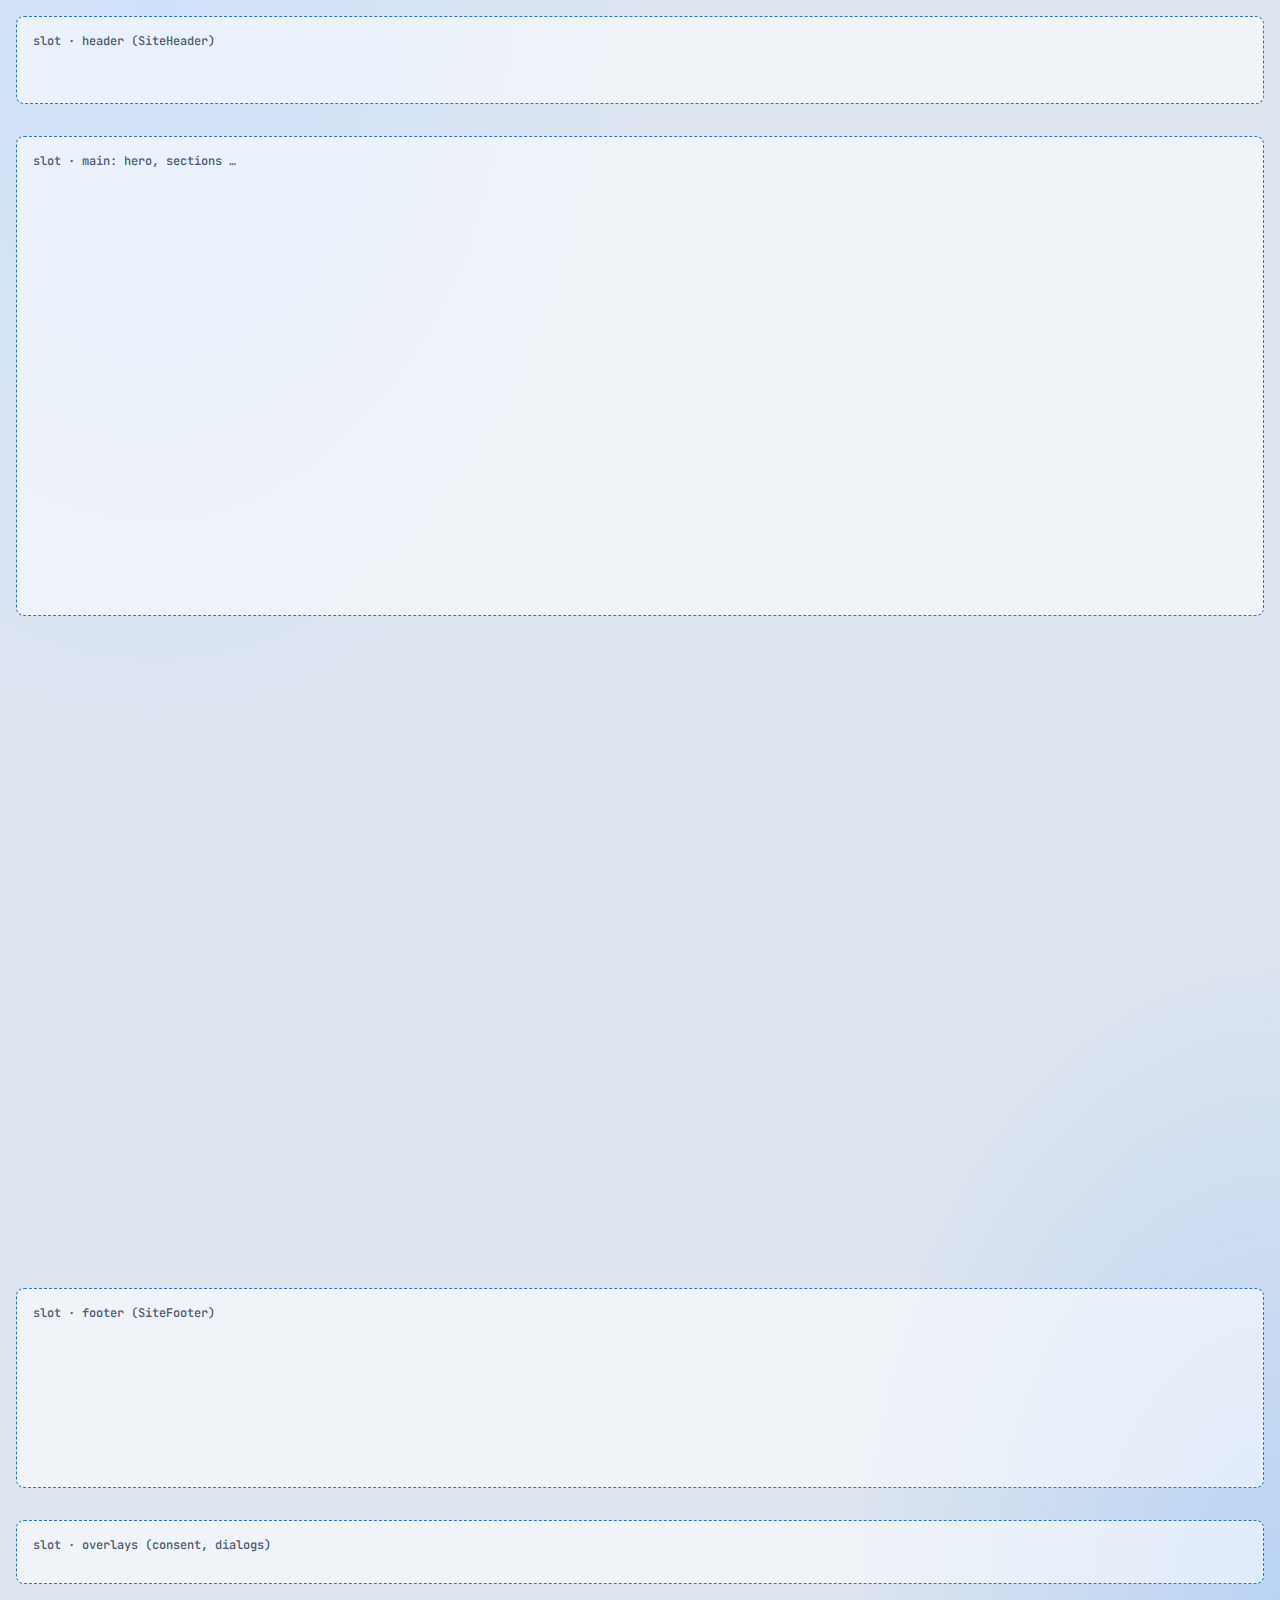 slot · header (SiteHeader)
slot · main: hero, sections …
slot · footer (SiteFooter)
slot · overlays (consent, dialogs)